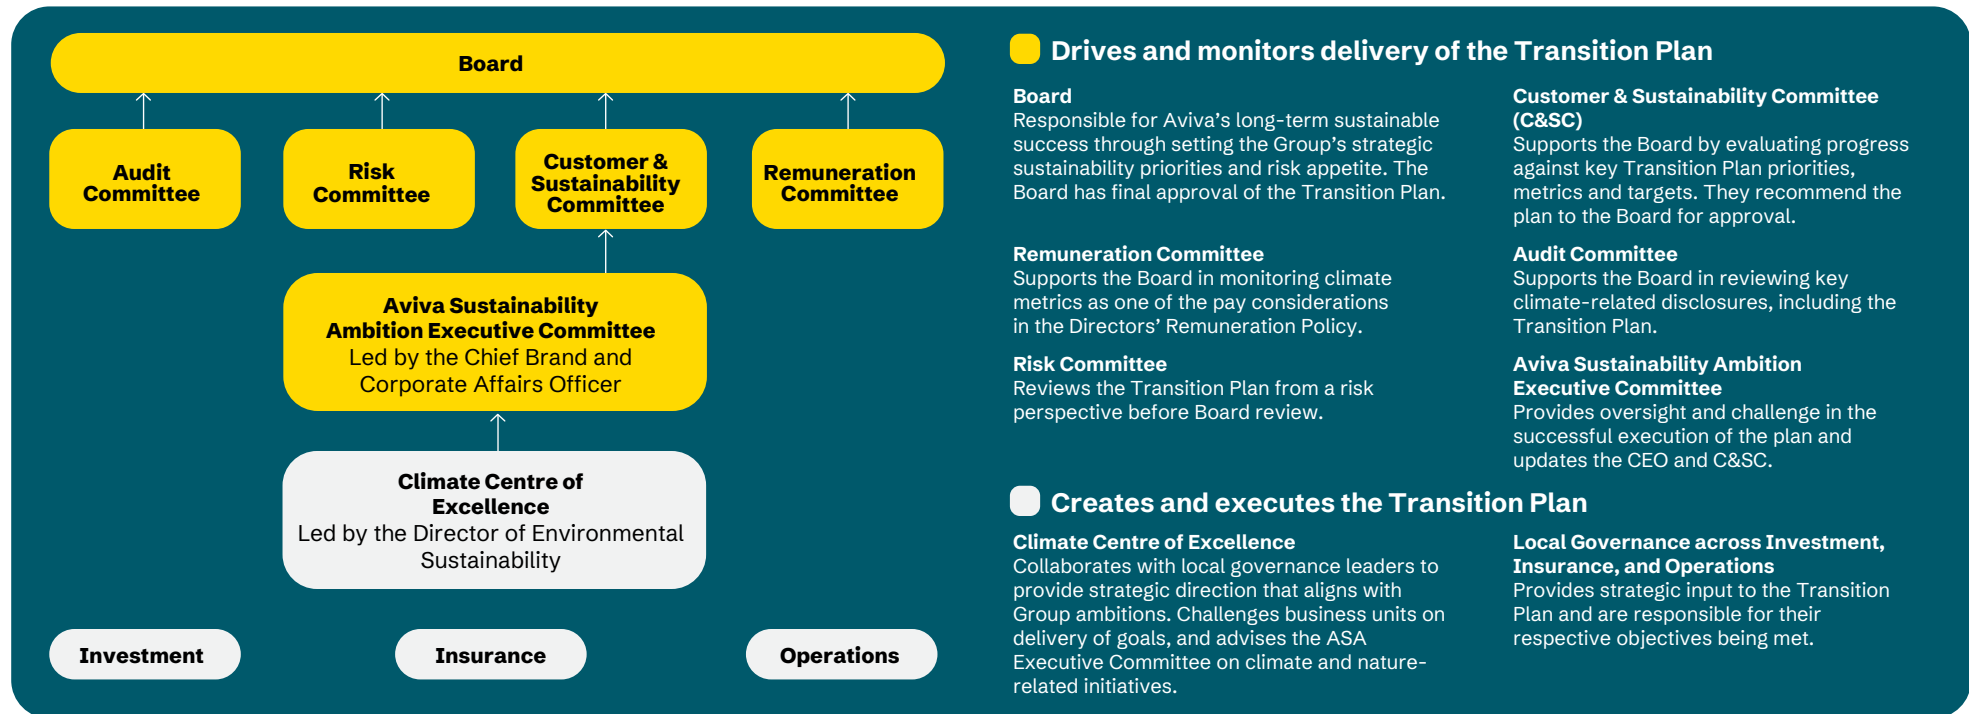 Board
Audit
Committee
Risk
Committee
Customer &
Sustainability
Committee
Remuneration
Committee
Aviva Sustainability
Ambition Executive Committee
Led by the Chief Brand and
Corporate Affairs Officer
Climate Centre of
Excellence
Led by the Director of Environmental
Sustainability
Investment
Insurance
Operations
Drives and monitors delivery of the Transition Plan
Board
Responsible for Aviva’s long-term sustainable
success through setting the Group’s strategic
sustainability priorities and risk appetite. The
Board has final approval of the Transition Plan.
Customer & Sustainability Committee
(C&SC)
Supports the Board by evaluating progress
against key Transition Plan priorities,
metrics and targets. They recommend the
plan to the Board for approval.
Remuneration Committee
Supports the Board in monitoring climate
metrics as one of the pay considerations
in the Directors’ Remuneration Policy.
Audit Committee
Supports the Board in reviewing key
climate-related disclosures, including the
Transition Plan.
Risk Committee
Reviews the Transition Plan from a risk
perspective before Board review.
Aviva Sustainability Ambition
Executive Committee
Provides oversight and challenge in the
successful execution of the plan and
updates the CEO and C&SC.
Creates and executes the Transition Plan
Climate Centre of Excellence
Collaborates with local governance leaders to
provide strategic direction that aligns with
Group ambitions. Challenges business units on
delivery of goals, and advises the ASA
Executive Committee on climate and nature-
related initiatives.
Local Governance across Investment,
Insurance, and Operations
Provides strategic input to the Transition
Plan and are responsible for their
respective objectives being met.